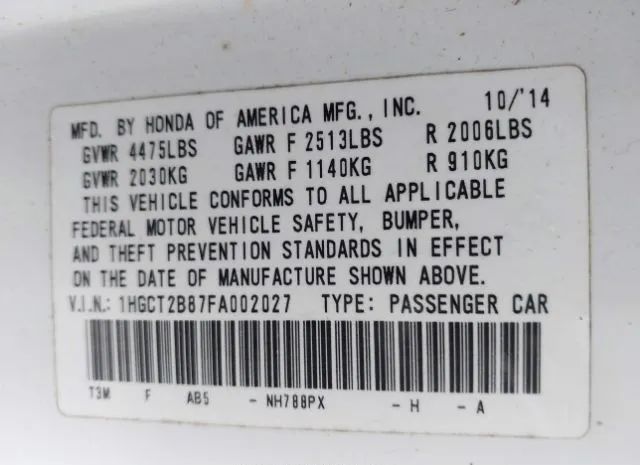 MFD. BY HONDA OF AMERICA MFG., INC. 10/'14
GVWR 4475LBS GAWR F 2513LBS R 2006LBS
GVWR 2030KG GAWR F 1140KG R 910KG
THIS VEHICLE CONFORMS TO ALL APPLICABLE
FEDERAL MOTOR VEHICLE SAFETY, BUMPER,
AND THEFT PREVENTION STANDARDS IN EFFECT
ON THE DATE OF MANUFACTURE SHOWN ABOVE.
V.I.N.: 1HGCT2B87FA002027 TYPE: PASSENGER CAR
T3M F AB5 - NH788PX - H - A